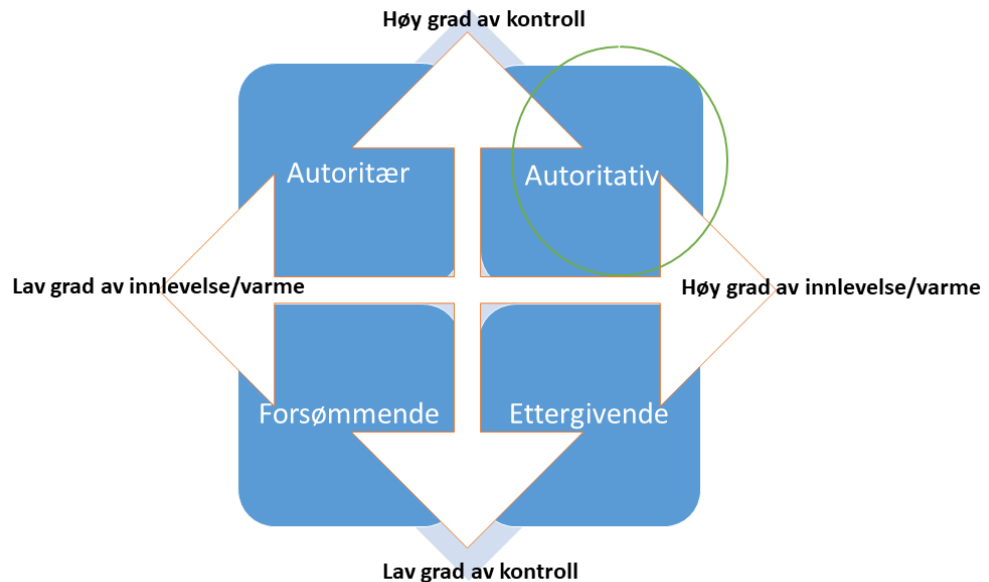 Høy grad av kontroll
Autoritær
Autoritativ
Lav grad av innlevelse/varme
Høy grad av innlevelse/varme
Forsømmende
Ettergivende
Lav grad av kontroll